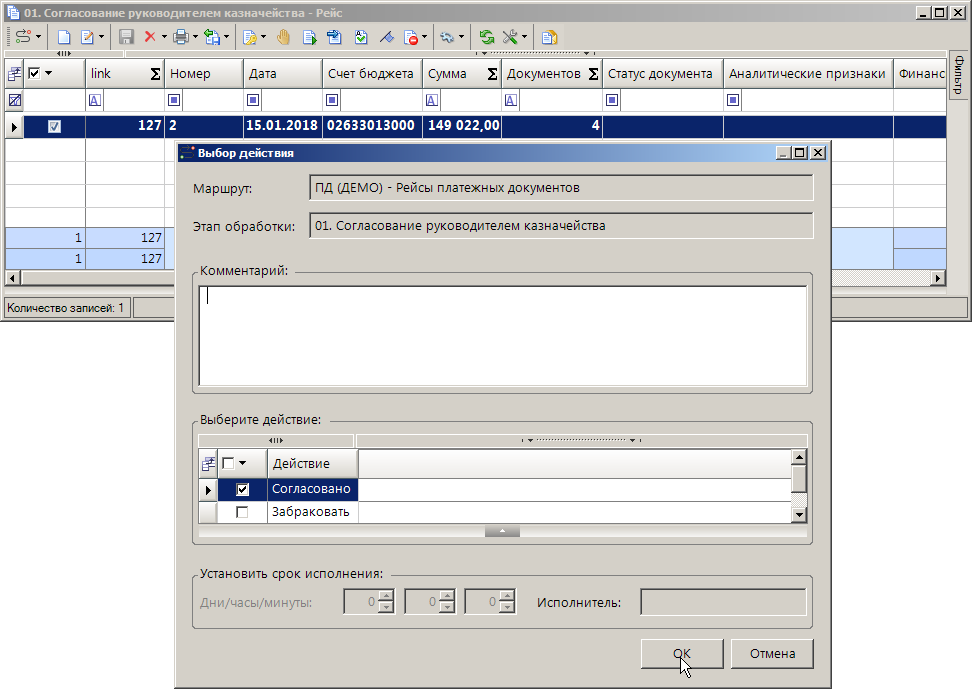 01. Согласование руководителем казначейства - Рейс
link Σ Номер Дата Счет бюджета Сумма Σ Документов Σ Статус документа Аналитические признаки Финанс
Фильтр
127 2 15.01.2018 02633013000 149 022,00 4
1 127
1 127
Количество записей: 1
Выбор действия
Маршрут: ПД (ДЕМО) - Рейсы платежных документов
Этап обработки: 01. Согласование руководителем казначейства
Комментарий:
Выберите действие:
Действие
Согласовано
Забраковать
Установить срок исполнения:
Дни/часы/минуты: 0 0 0 Исполнитель:
OK Отмена